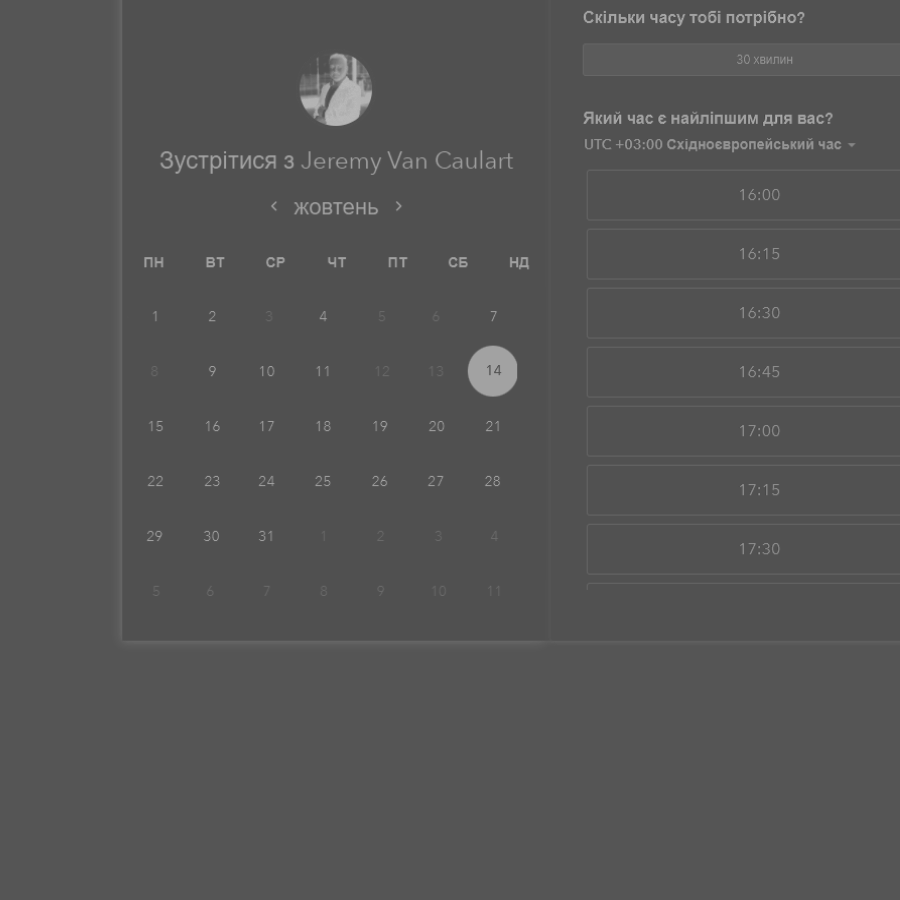 Зустрітися з Jeremy Van Caulart
жовтень
ПН ВТ СР ЧТ ПТ СБ НД
1 2 3 4 5 6 7
8 9 10 11 12 13 14
15 16 17 18 19 20 21
22 23 24 25 26 27 28
29 30 31 1 2 3 4
5 6 7 8 9 10 11
Скільки часу тобі потрібно?
30 хвилин
Який час є найліпшим для вас?
UTC +03:00 Східноєвропейський час
16:00
16:15
16:30
16:45
17:00
17:15
17:30